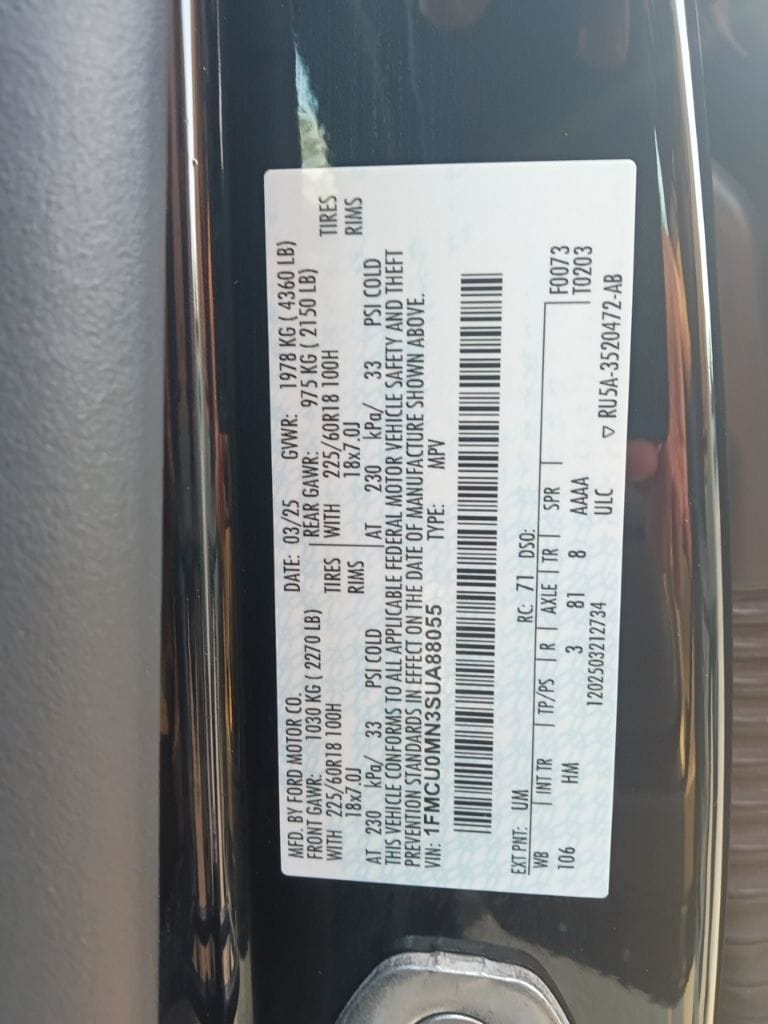 MFD. BY FORD MOTOR CO. DATE: 03/25 GVWR: 1978 KG ( 4360 LB)
FRONT GAWR: 1030 KG ( 2270 LB) REAR GAWR: 975 KG ( 2150 LB)
WITH 225/60R18 100H TIRES WITH 225/60R18 100H TIRES
18x7.0J RIMS 18x7.0J RIMS
AT 230 kPa/ 33 PSI COLD AT 230 kPa/ 33 PSI COLD
THIS VEHICLE CONFORMS TO ALL APPLICABLE FEDERAL MOTOR VEHICLE SAFETY AND THEFT
PREVENTION STANDARDS IN EFFECT ON THE DATE OF MANUFACTURE SHOWN ABOVE.
VIN: 1FMCU0MN3SUA88055 TYPE: MPV
EXT PNT: UM RC: 71 DSO:
WB INT TR TP/PS R AXLE TR SPR F0073
106 HM 3 81 8 AAAA T0203
1202503212734 ULC ▽ RU5A-3520472-AB